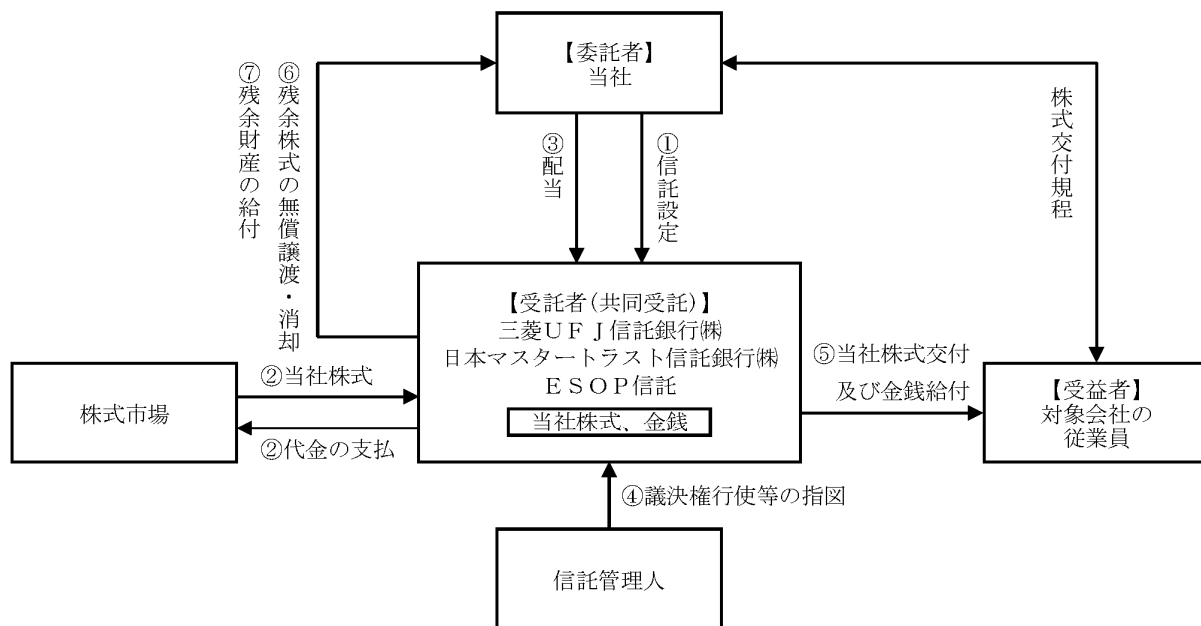 【委託者】
当社
⑦残余財産の給付
⑥残余株式の無償譲渡・消却
③配当
①信託設定
株式交付規程
【受託者(共同受託)】
三菱UFJ信託銀行㈱
日本マスタートラスト信託銀行㈱
ESOP信託
当社株式、金銭
株式市場
②当社株式
②代金の支払
⑤当社株式交付
及び金銭給付
【受益者】
対象会社の
従業員
④議決権行使等の指図
信託管理人